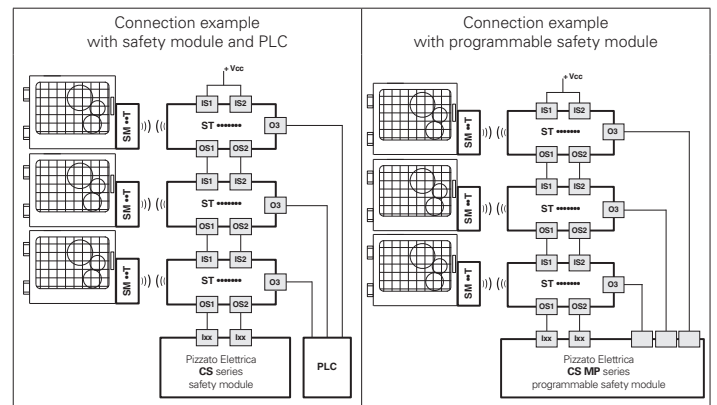 Connection example
with safety module and PLC
+ Vcc
IS1 IS2
SM ••T
ST •••••••
O3
OS1 OS2
IS1 IS2
SM ••T
ST •••••••
O3
OS1 OS2
IS1 IS2
SM ••T
ST •••••••
O3
OS1 OS2
Ixx Ixx
Pizzato Elettrica
CS series
safety module
PLC
Connection example
with programmable safety module
+ Vcc
IS1 IS2
SM ••T
ST •••••••
O3
OS1 OS2
IS1 IS2
SM ••T
ST •••••••
O3
OS1 OS2
IS1 IS2
SM ••T
ST •••••••
O3
OS1 OS2
Ixx Ixx
Pizzato Elettrica
CS MP series
programmable safety module